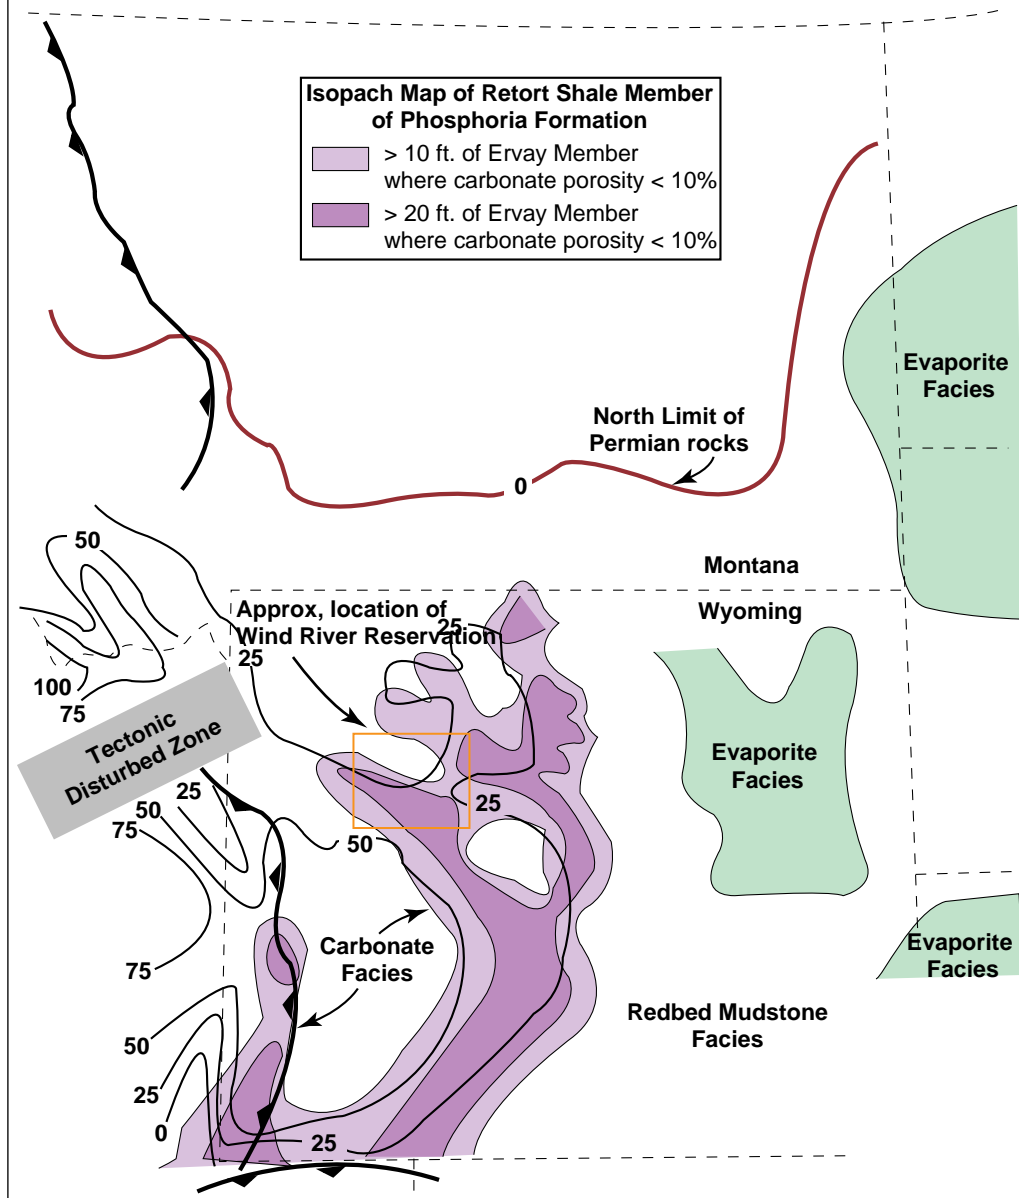 Isopach Map of Retort Shale Member
of Phosphoria Formation
> 10 ft. of Ervay Member
where carbonate porosity < 10%
> 20 ft. of Ervay Member
where carbonate porosity < 10%
Evaporite
Facies
North Limit of
Permian rocks
0
50
Montana
Wyoming
Approx, location of
Wind River Reservation
25
25
100
75
Tectonic
Disturbed Zone
Evaporite
Facies
25
50
75
25
50
Carbonate
Facies
75
Evaporite
Facies
Redbed Mudstone
Facies
50
25
0
25